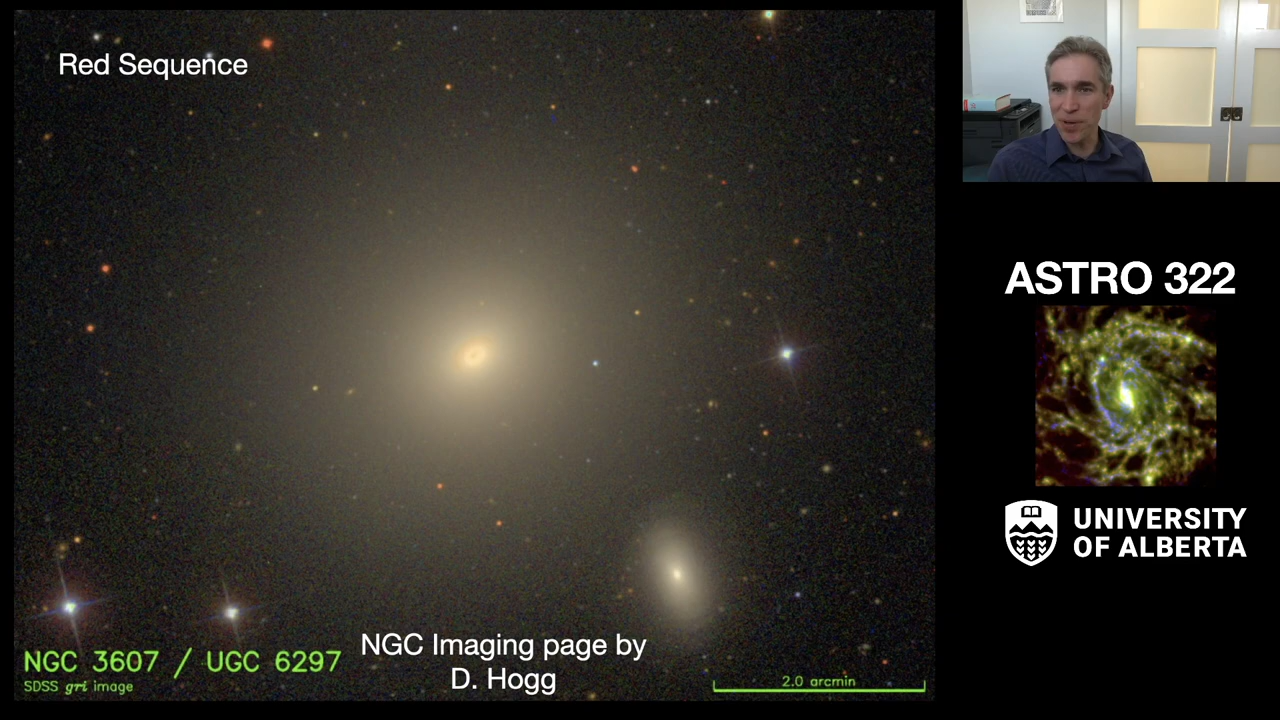 Red Sequence
NGC 3607 / UGC 6297
SDSS gri image
NGC Imaging page by
D. Hogg
2.0 arcmin
ASTRO 322
UNIVERSITY
OF ALBERTA